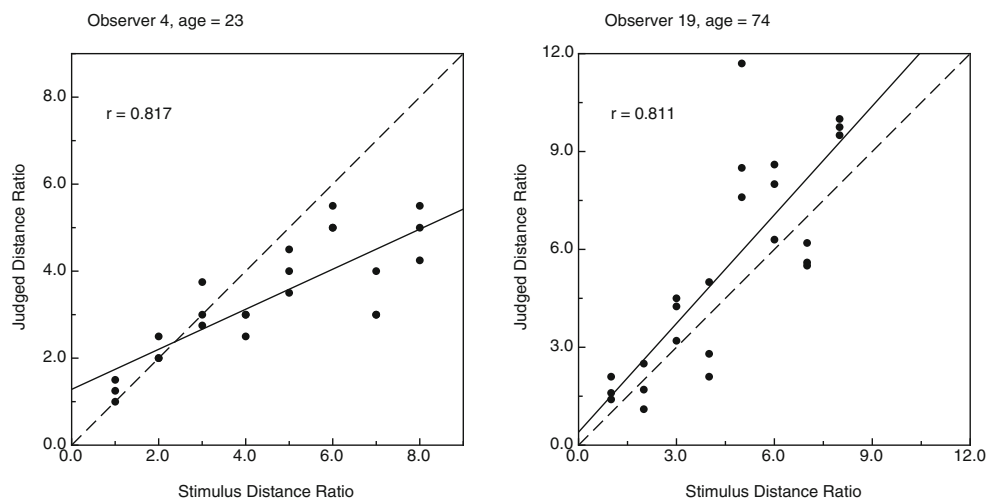 Observer 4, age = 23
8.0
6.0
4.0
2.0
0.0
r = 0.817
Judged Distance Ratio
0.0 2.0 4.0 6.0 8.0
Stimulus Distance Ratio
Observer 19, age = 74
12.0
9.0
6.0
3.0
0.0
r = 0.811
Judged Distance Ratio
0.0 3.0 6.0 9.0 12.0
Stimulus Distance Ratio